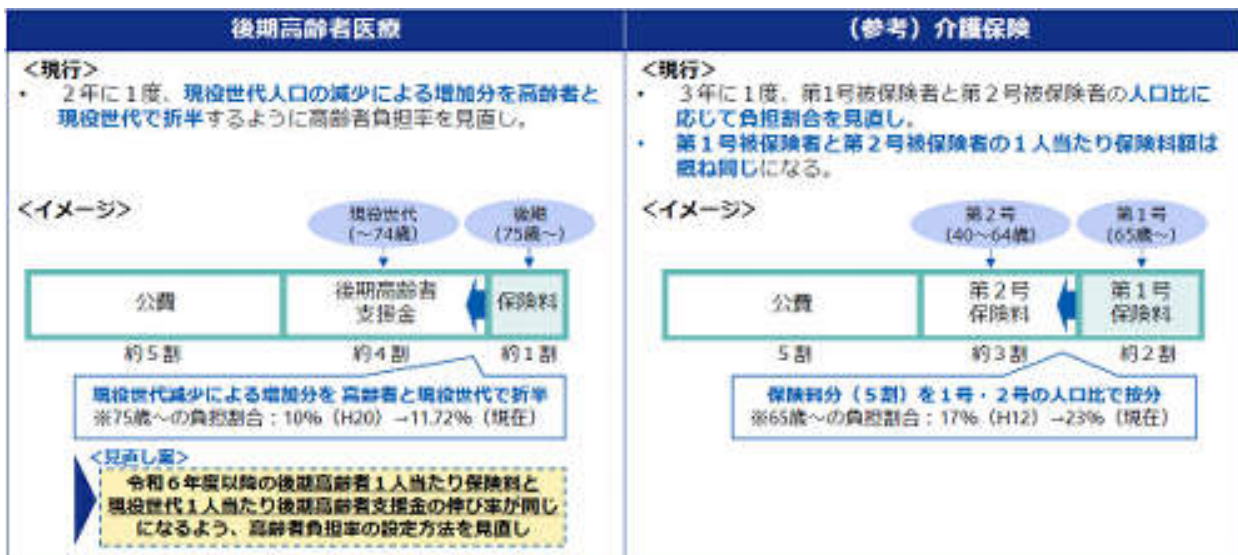 後期高齢者医療
<現行>
・ ２年に１度、現役世代人口の減少による増加分を高齢者と
現役世代で折半するように高齢者負担率を見直し。
<イメージ>
現役世代
(～74歳)
後期
(75歳～)
公費
後期高齢者
支援金
保険料
約５割
約４割
約１割
現役世代減少による増加分を 高齢者と現役世代で折半
※75歳～の負担割合：10%（H20）→11.72%（現在）
<見直し案>
令和６年度以降の後期高齢者１人当たり保険料と
現役世代１人当たり後期高齢者支援金の伸び率が同じ
になるよう、高齢者負担率の設定方法を見直し
（参考）介護保険
<現行>
・ ３年に１度、第1号被保険者と第２号被保険者の人口比に
応じて負担割合を見直し。
・ 第１号被保険者と第２号被保険者の１人当たり保険料額は
概ね同じになる。
<イメージ>
第２号
(40～64歳)
第１号
(65歳～)
公費
第２号
保険料
第１号
保険料
５割
約３割
約２割
保険料分（５割）を１号・２号の人口比で按分
※65歳～の負担割合：17%（H12）→23%（現在）